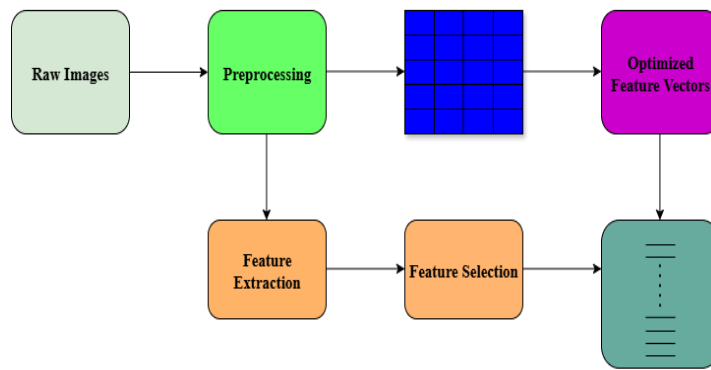 Raw Images
Preprocessing
Optimized
Feature Vectors
Feature
Extraction
Feature Selection